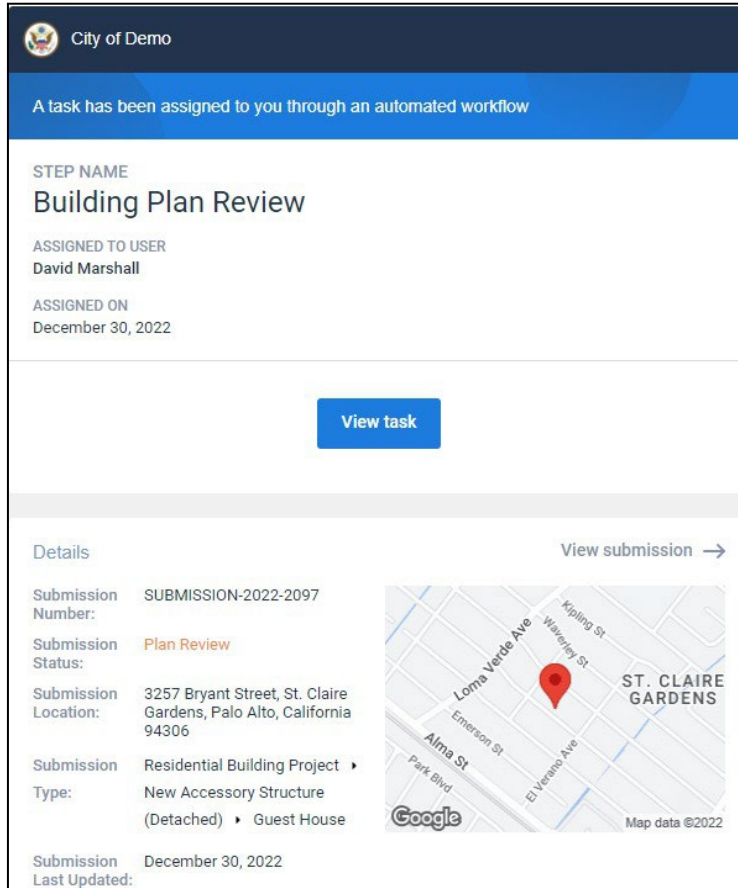 City of Demo
A task has been assigned to you through an automated workflow
STEP NAME
Building Plan Review
ASSIGNED TO USER
David Marshall
ASSIGNED ON
December 30, 2022
View task
Details
View submission →
Submission Number:
SUBMISSION-2022-2097
Submission Status:
Plan Review
Submission Location:
3257 Bryant Street, St. Claire
Gardens, Palo Alto, California
94306
Submission Type:
Residential Building Project ▸
New Accessory Structure
(Detached) ▸ Guest House
Submission Last Updated:
December 30, 2022
Kipling St
Waverley St
Loma Verde Ave
ST. CLAIRE
GARDENS
Emerson St
Alma St
Park Blvd
El Verano Ave
Google
Map data ©2022